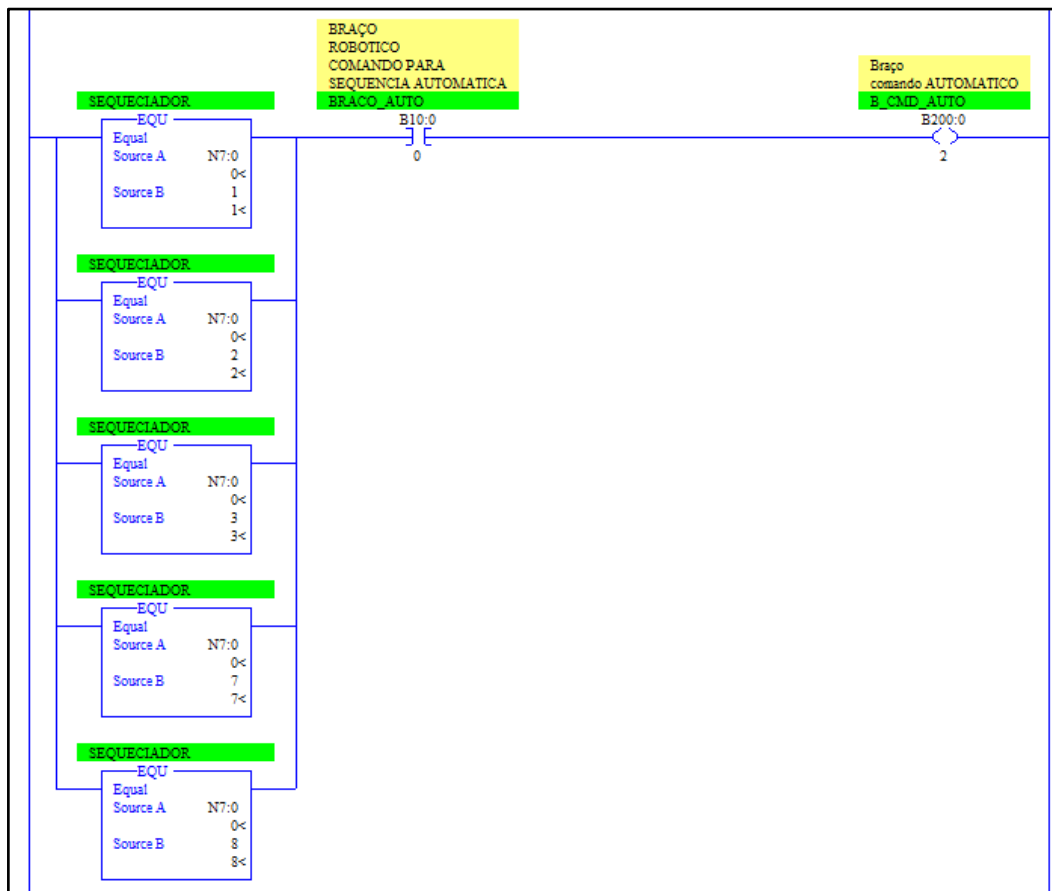 BRAÇO
ROBOTICO
COMANDO PARA
SEQUENCIA AUTOMATICA
BRACO_AUTO
B10:0
0
Braço
comando AUTOMATICO
B_CMD_AUTO
B200:0
2
SEQUECIADOR
EQU
Equal
Source A N7:0
0<
Source B 1
1<
SEQUECIADOR
EQU
Equal
Source A N7:0
0<
Source B 2
2<
SEQUECIADOR
EQU
Equal
Source A N7:0
0<
Source B 3
3<
SEQUECIADOR
EQU
Equal
Source A N7:0
0<
Source B 7
7<
SEQUECIADOR
EQU
Equal
Source A N7:0
0<
Source B 8
8<